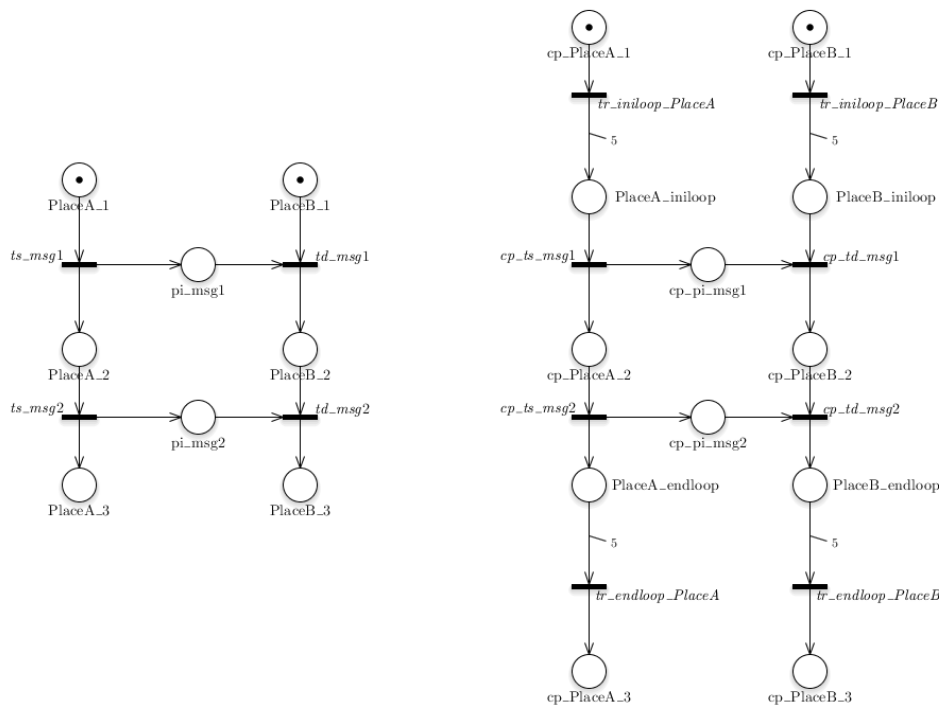 cp_PlaceA_1
cp_PlaceB_1
tr_iniloop_PlaceA
tr_iniloop_PlaceB
5
5
PlaceA_1
PlaceB_1
PlaceA_iniloop
PlaceB_iniloop
ts_msg1
td_msg1
cp_ts_msg1
cp_td_msg1
pi_msg1
cp_pi_msg1
PlaceA_2
PlaceB_2
cp_PlaceA_2
cp_PlaceB_2
ts_msg2
td_msg2
cp_ts_msg2
cp_td_msg2
pi_msg2
cp_pi_msg2
PlaceA_3
PlaceB_3
PlaceA_endloop
PlaceB_endloop
5
5
tr_endloop_PlaceA
tr_endloop_PlaceB
cp_PlaceA_3
cp_PlaceB_3